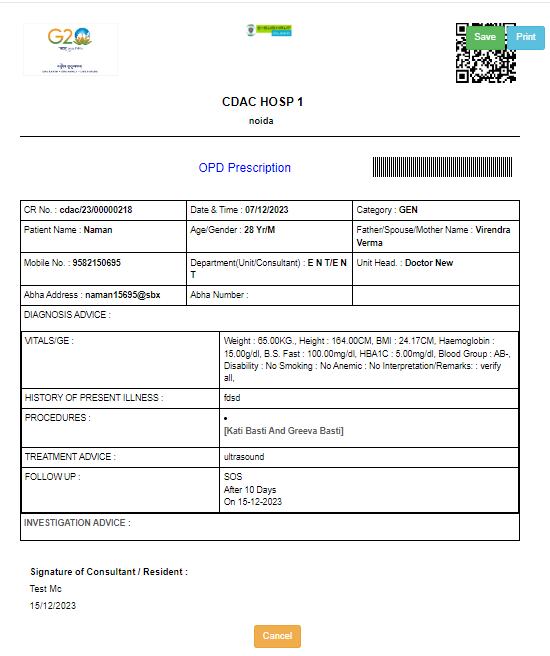 G20
Save
Print
CDAC HOSP 1
noida
OPD Prescription
CR No. : cdac/23/00000218
Date & Time : 07/12/2023
Category : GEN
Patient Name : Naman
Age/Gender : 28 Yr/M
Father/Spouse/Mother Name : Virendra
Verma
Mobile No. : 9582150695
Department(Unit/Consultant) : E N T/E N
T
Unit Head. : Doctor New
Abha Address : naman15695@sbx
Abha Number :
DIAGNOSIS ADVICE :
VITALS/GE :
Weight : 65.00KG., Height : 164.00CM, BMI : 24.17CM, Haemoglobin
: 15.00g/dl, B.S. Fast : 100.00mg/dl, HBA1C : 5.00mg/dl, Blood Group : AB-,
Disability : No Smoking : No Anemic : No Interpretation/Remarks: : verify
all,
HISTORY OF PRESENT ILLNESS :
fdsd
PROCEDURES :
•
[Kati Basti And Greeva Basti]
TREATMENT ADVICE :
ultrasound
FOLLOW UP :
SOS
After 10 Days
On 15-12-2023
INVESTIGATION ADVICE :
Signature of Consultant / Resident :
Test Mc
15/12/2023
Cancel